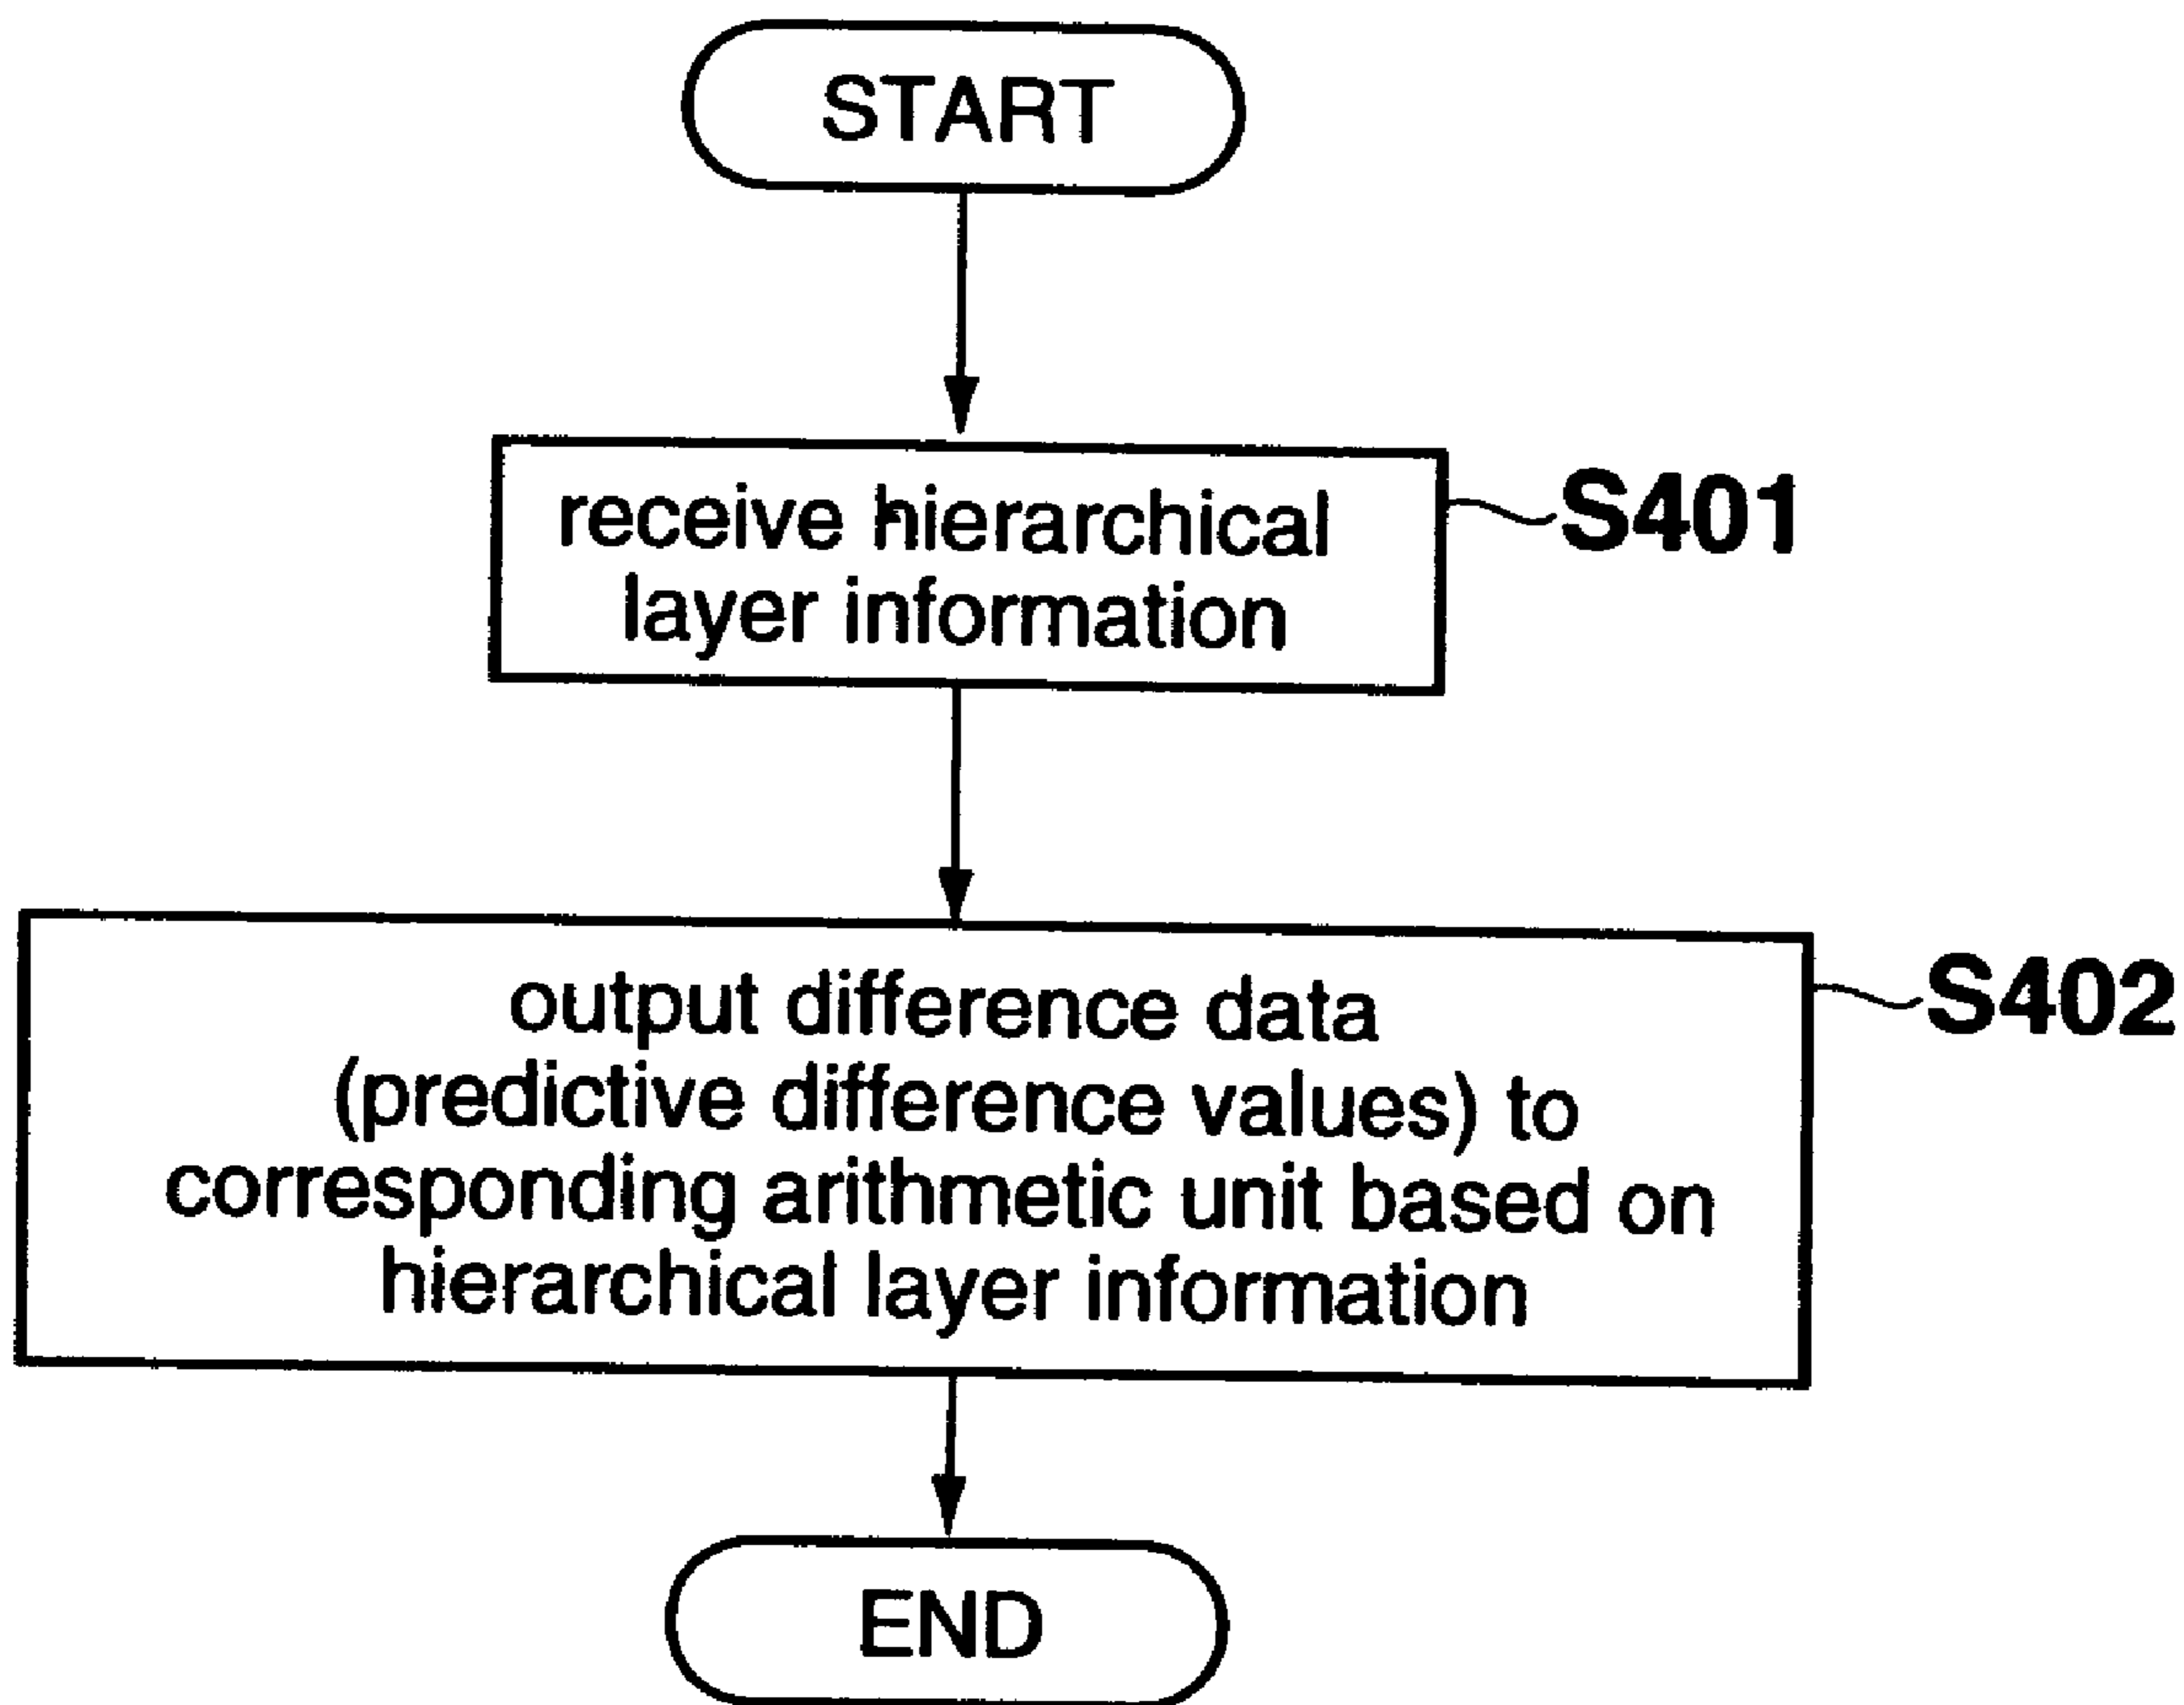 START
receive hierarchical
layer information
S401
output difference data
(predictive difference values) to
corresponding arithmetic unit based on
hierarchical layer information
S402
END